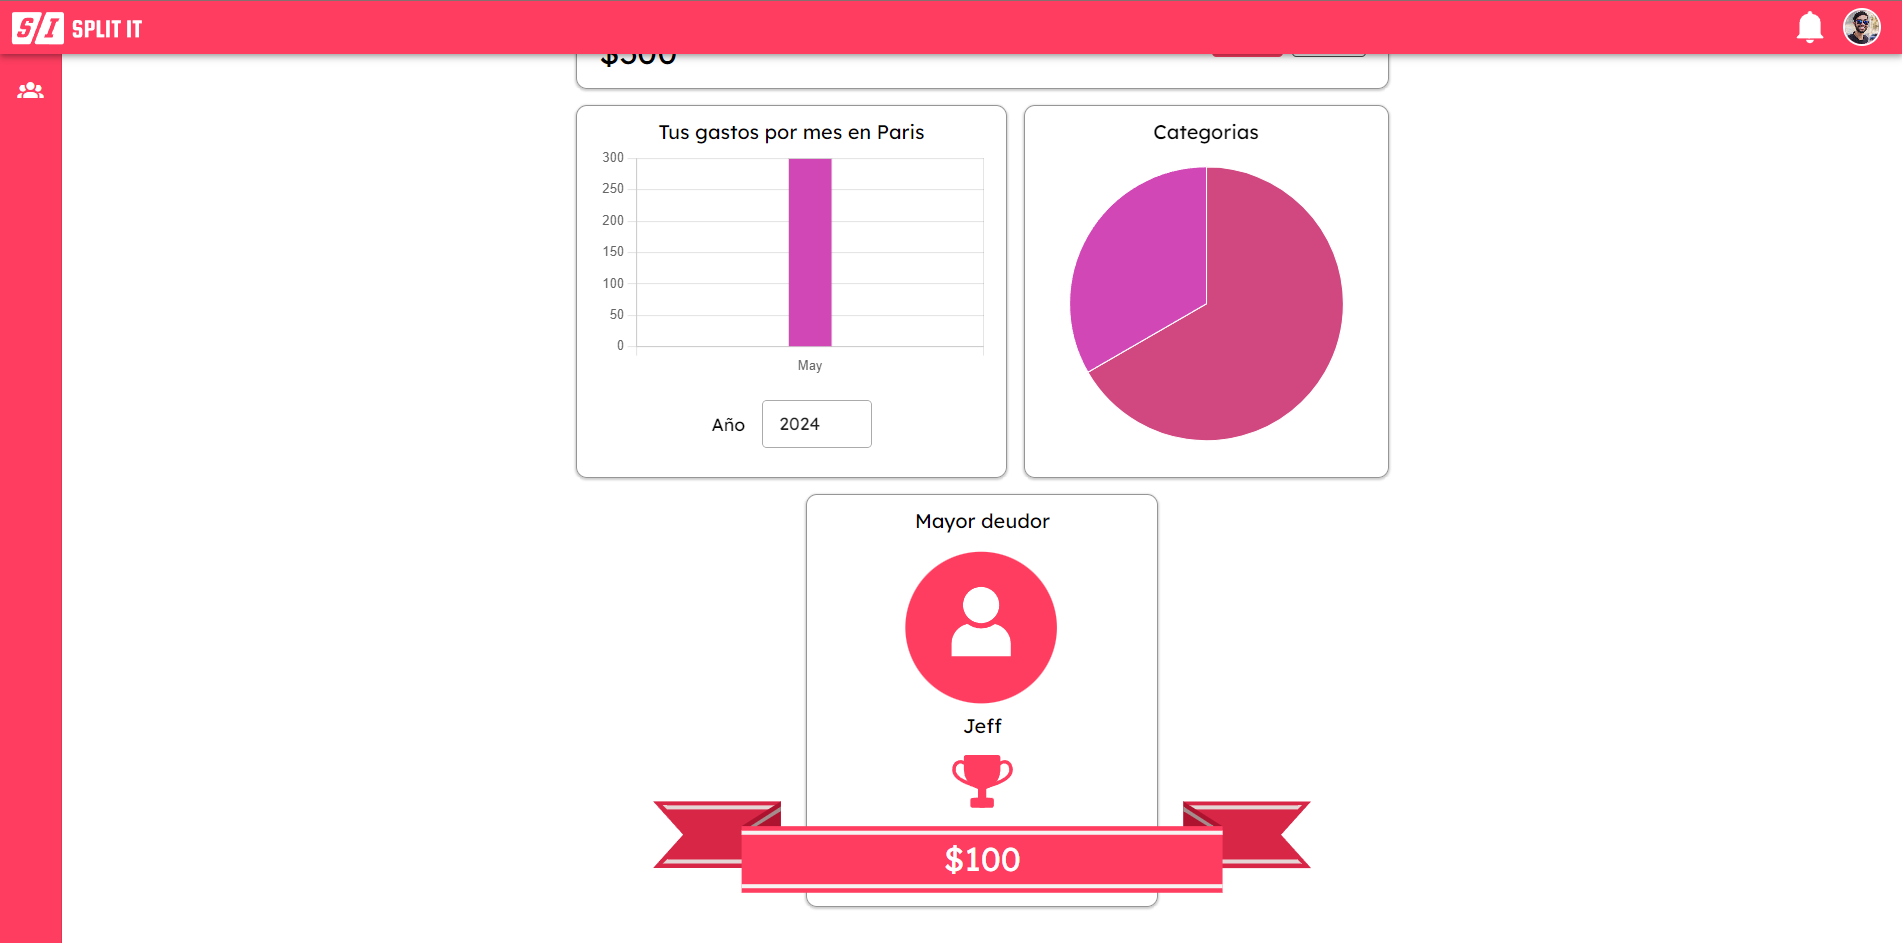 S/I SPLIT IT
$500
Tus gastos por mes en Paris
300
250
200
150
100
50
0
May
Año 2024
Categorias
Mayor deudor
Jeff
$100